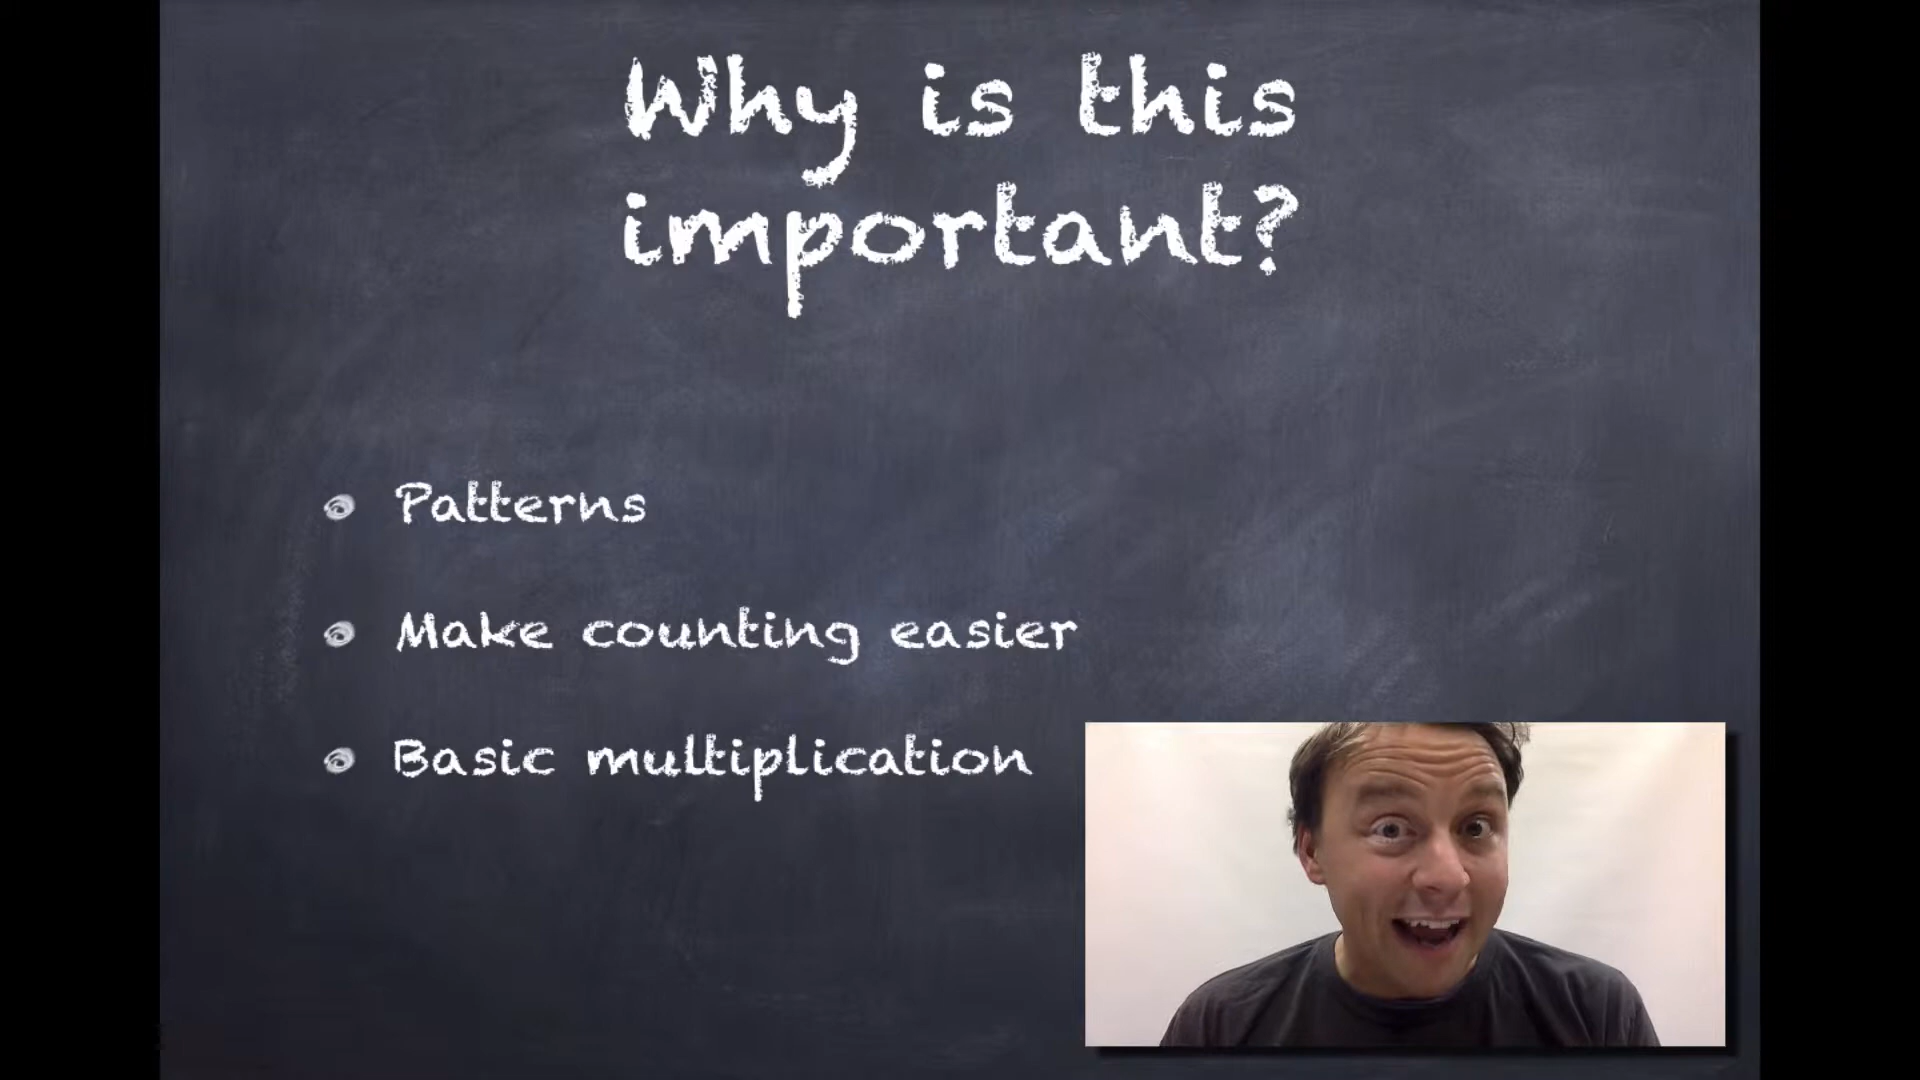 Why is this
important?
Patterns
Make counting easier
Basic multiplication